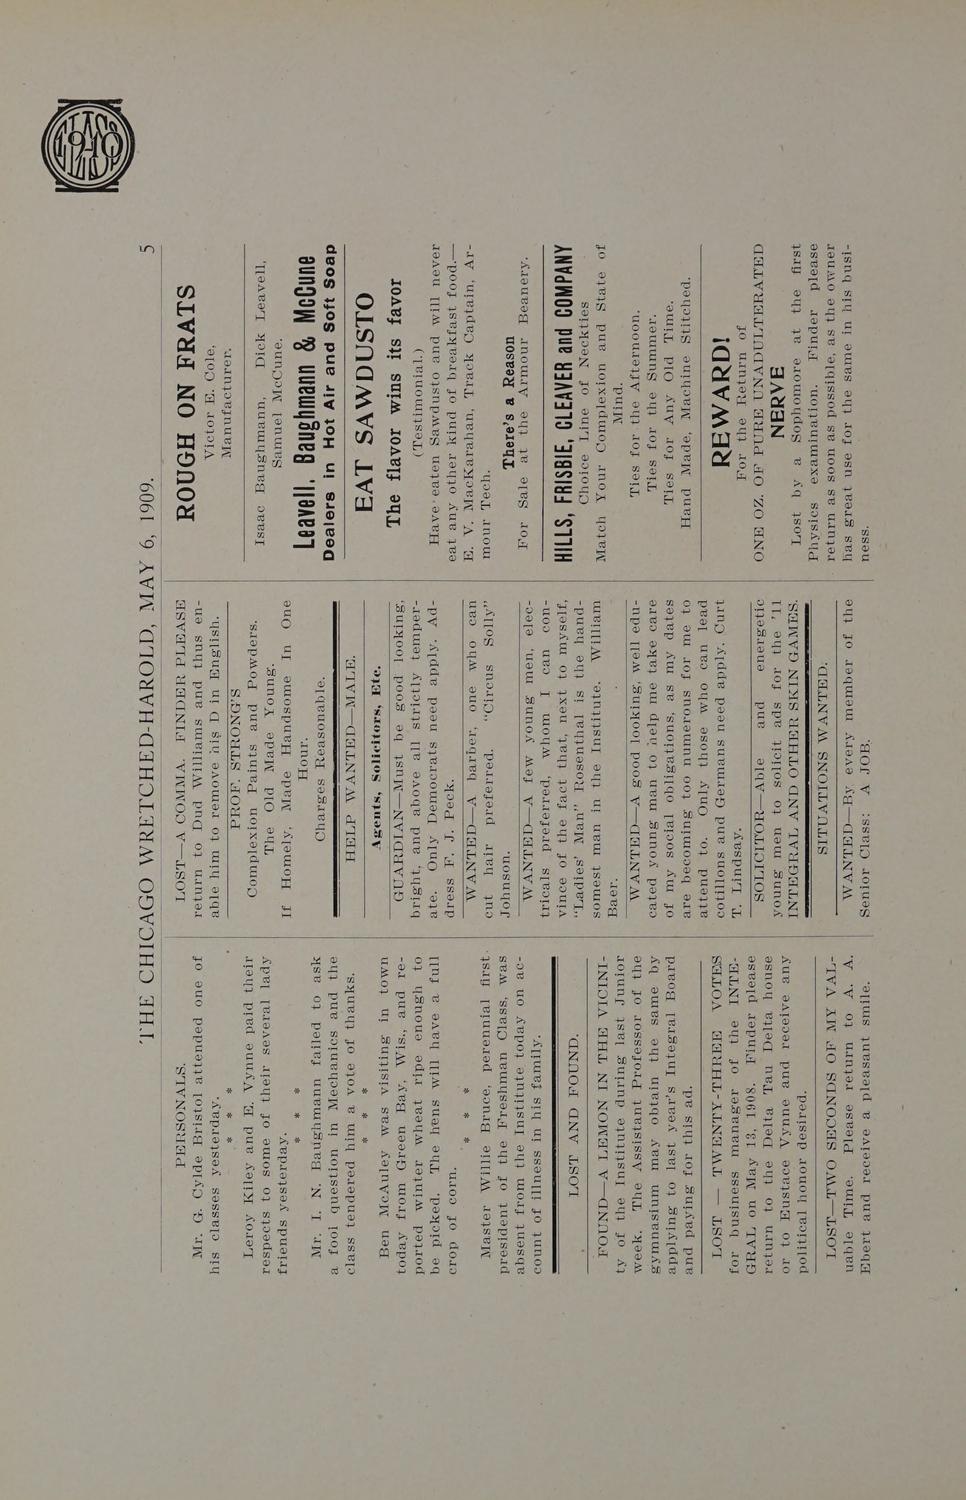 THE CHICAGO WRETCHED-HAROLD, MAY 6, 1909. 5
PERSONALS.
Mr. G. Clyde Bristol attended one of
his classes yesterday.
* * *
Leroy Kiley and E. Vynne paid their
respects to some of their several liberal
friends yesterday.
* * *
Mr. I. N. Baughman failed to ask
a fool question in Mechanics and the
class tendered him a vote of thanks.
* * *
Ben McAuley was visiting in town
today from Green Bay, Wis., and re-
ported wintner weather quite enough to
be picked. They will have a full
crop of corn.
* * *
Master Willie Bruce, perennial first
president of the Freshman class, was
absent from the institute today on ac-
count of illness in his family.
LOST AND FOUND.
FOUND—A LEMON IN THE VICINI-
ty of the Institute during last Junior
week. The Assistant Professor of the
gymnasium says that many obtain the same by
applying to last year's Integral Board
and paying for this ad.
LOST — TWENTY-THREE VOTES
for business manager of the INTE-
GRAL on May 13, 1908. Finder please
return to the Delta Tau Delta house
or to Eustace Vynne and receive any
political honor desired.
LOST—TWO SECONDS OF MY VAL-
uable Time. Please return to A. V.
Edgert and receive a pleasant smile.
LOST—A COMMA. FINDER PLEASE
return to Dad Williams and thus en-
able him to remove his D in English.
PROF. SLRONG'S
Complexion Paints and Powders.
The Old Made Young.
If Homely, Made Handsome in One
Hour.
Charges Reasonable.
HELP WANTED—MALE.
Agents, Solicitors, Etc.
GUARDIAN—Must be good looking,
bright, and above all strictly temper-
ate. Only Democrats need apply. Ad-
dress F. J. Peck.
WANTED—A barber, one who can
cut hair preferred. "Circus Solly"
Johnson.
WANTED—A few young men, elec-
tricals preferred, whom I can con-
vince of the fact that, next to myself,
"Perps," Nau" Rosenthal is the hand-
somest man in the institute. William
Baer.
WANTED—A good looking, well edu-
cated young man to help me take care
of my social obligations, as my dates
are becoming too numerous for me to
attend to. Only those who can lead
cotillons and Germans need apply. Curt
T. Lindsay.
SOLICITOR—Able and energetic
young men to solicit ads for the '11
INTEGRAL AND OTHER SKIN GAMES.
SITUATIONS WANTED.
WANTED—By Active member of the
Senior Class: A JOB.
ROUGH ON FRATS
Victor E. Cole,
Manufacturer.
Isaac Baughmann, Dick Leavell,
Samuel McCune.
Leavell, Baughmann & McCune
Dealers in Hot Air and Soft Soap
EAT SAWDUSTO
The flavor suits him favor
(Testimonial.)
Have eaten Sawdusto and will never
eat any other kind of breakfast food.—
E. A. MacKarahan, Track Captain, Ar-
mour Tech.
There's a Reason
For Sale at the Armour Beanery.
HILLS, FRISBIE, CLEAVER and COMPANY
Choice Line of Neckties
Match Your Complexion and State of
Mind.
Ties for the Afternoon.
Ties for the Summer.
Ties for Any Old Time.
Hand Made, Mery Machine Stitched.
REWARD!
For the Return of
ONE KIND OF '20 UNADULTERATED
NERVE
Lost by a Sophomore at the first
Physics examination. Finder please
return as soon as possible, as the owner
says he has great use for the same in his busi-
ness.